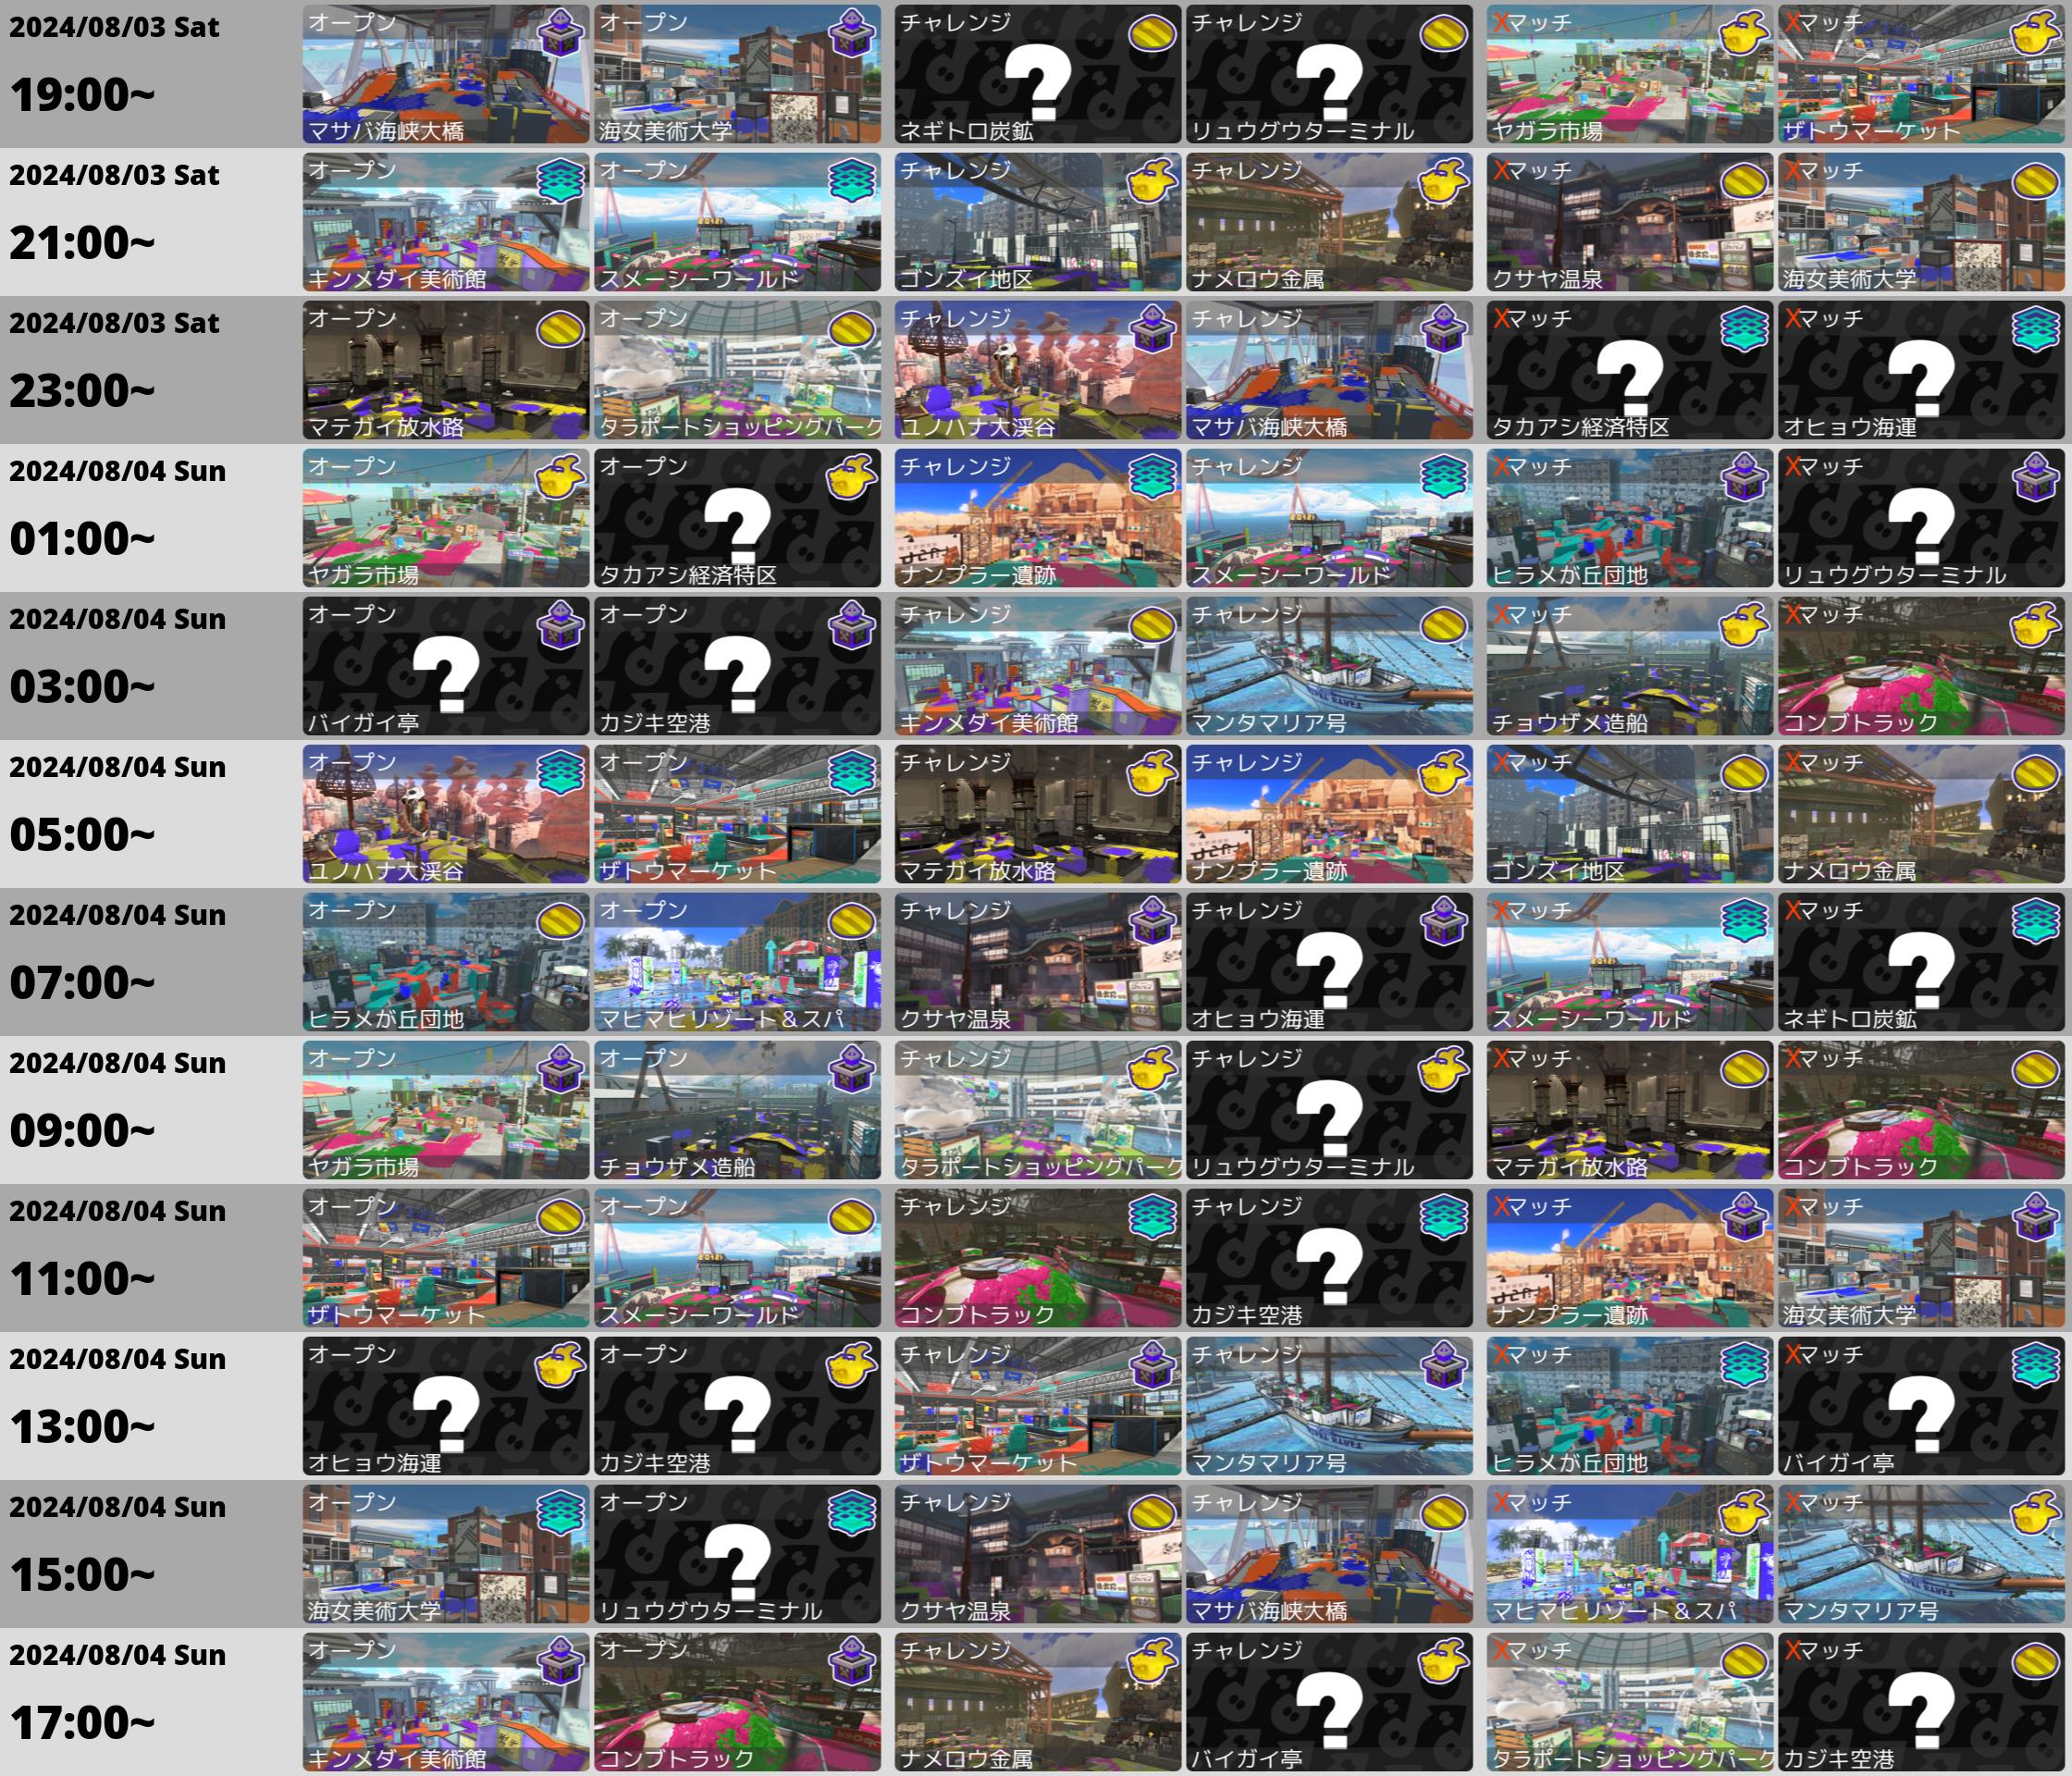 2024/08/03 Sat
19:00~
オープン オープン チャレンジ チャレンジ Xマッチ Xマッチ
マサバ海峡大橋 海女美術大学 ネギトロ炭鉱 リュウグウターミナル ヤガラ市場 ザトウマーケット
2024/08/03 Sat
21:00~
オープン オープン チャレンジ チャレンジ Xマッチ Xマッチ
キンメダイ美術館 スメーシーワールド ゴンズイ地区 ナメロウ金属 クサヤ温泉 海女美術大学
2024/08/03 Sat
23:00~
オープン オープン チャレンジ チャレンジ Xマッチ Xマッチ
マテガイ放水路 タラポートショッピングパーク ユノハナ大渓谷 マサバ海峡大橋 タカアシ経済特区 オヒョウ海運
2024/08/04 Sun
01:00~
オープン オープン チャレンジ チャレンジ Xマッチ Xマッチ
ヤガラ市場 タカアシ経済特区 ナンプラー遺跡 スメーシーワールド ヒラメが丘団地 リュウグウターミナル
2024/08/04 Sun
03:00~
オープン オープン チャレンジ チャレンジ Xマッチ Xマッチ
バイガイ亭 カジキ空港 キンメダイ美術館 マンタマリア号 チョウザメ造船 コンブトラック
2024/08/04 Sun
05:00~
オープン オープン チャレンジ チャレンジ Xマッチ Xマッチ
ユノハナ大渓谷 ザトウマーケット マテガイ放水路 ナンプラー遺跡 ゴンズイ地区 ナメロウ金属
2024/08/04 Sun
07:00~
オープン オープン チャレンジ チャレンジ Xマッチ Xマッチ
ヒラメが丘団地 マヒマヒリゾート＆スパ クサヤ温泉 オヒョウ海運 スメーシーワールド ネギトロ炭鉱
2024/08/04 Sun
09:00~
オープン オープン チャレンジ チャレンジ Xマッチ Xマッチ
ヤガラ市場 チョウザメ造船 タラポートショッピングパーク リュウグウターミナル マテガイ放水路 コンブトラック
2024/08/04 Sun
11:00~
オープン オープン チャレンジ チャレンジ Xマッチ Xマッチ
ザトウマーケット スメーシーワールド コンブトラック カジキ空港 ナンプラー遺跡 海女美術大学
2024/08/04 Sun
13:00~
オープン オープン チャレンジ チャレンジ Xマッチ Xマッチ
オヒョウ海運 カジキ空港 ザトウマーケット マンタマリア号 ヒラメが丘団地 バイガイ亭
2024/08/04 Sun
15:00~
オープン オープン チャレンジ チャレンジ Xマッチ Xマッチ
海女美術大学 リュウグウターミナル クサヤ温泉 マサバ海峡大橋 マヒマヒリゾート＆スパ マンタマリア号
2024/08/04 Sun
17:00~
オープン オープン チャレンジ チャレンジ Xマッチ Xマッチ
キンメダイ美術館 コンブトラック ナメロウ金属 バイガイ亭 タラポートショッピングパーク カジキ空港